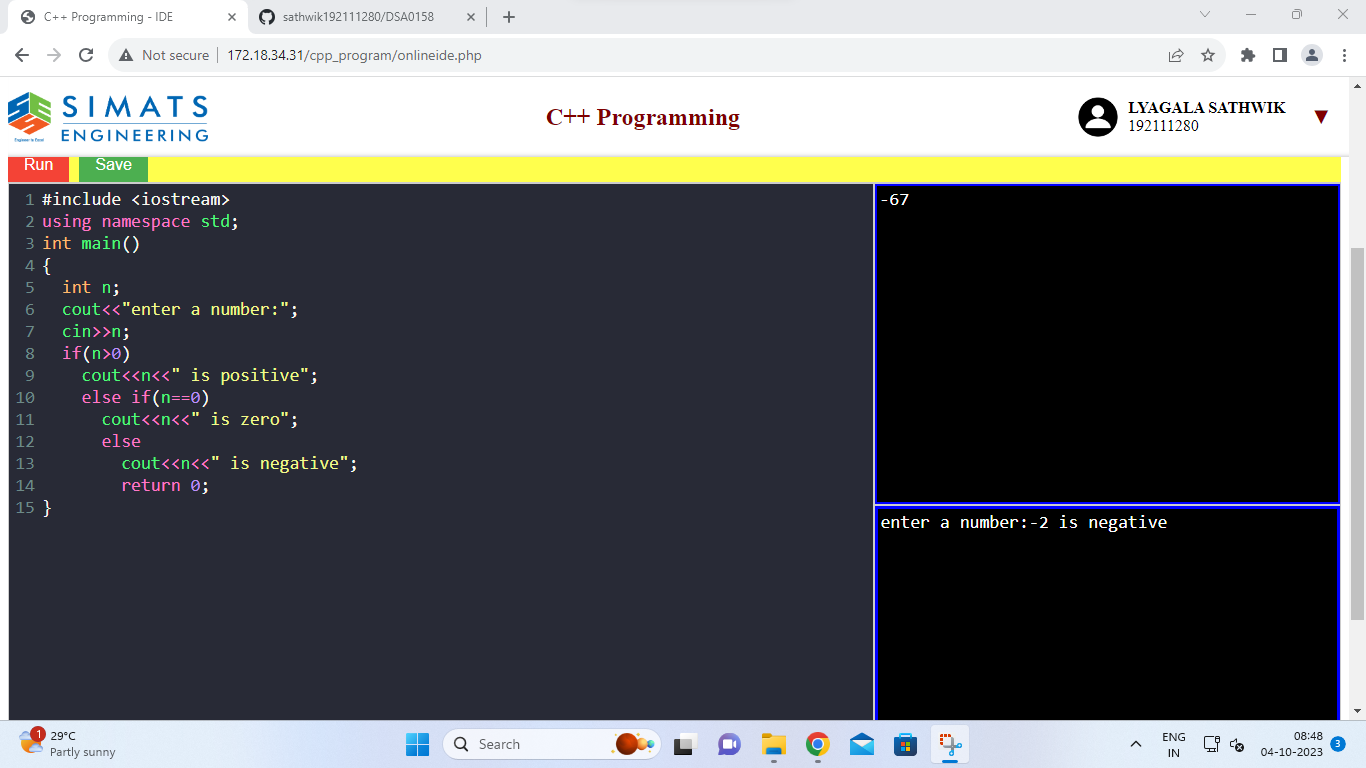 C++ Programming - IDE
sathwik192111280/DSA0158
Not secure
172.18.34.31/cpp_program/onlineide.php
SIMATS
ENGINEERING
Engineer to Excel
C++ Programming
LYAGALA SATHWIK
192111280
Run
Save
1 #include <iostream>
2 using namespace std;
3 int main()
4 {
5   int n;
6   cout<<"enter a number:";
7   cin>>n;
8   if(n>0)
9     cout<<n<<" is positive";
10     else if(n==0)
11       cout<<n<<" is zero";
12       else
13         cout<<n<<" is negative";
14         return 0;
15 }
-67
enter a number:-2 is negative
1
29°C
Partly sunny
Search
ENG
IN
08:48
04-10-2023
3